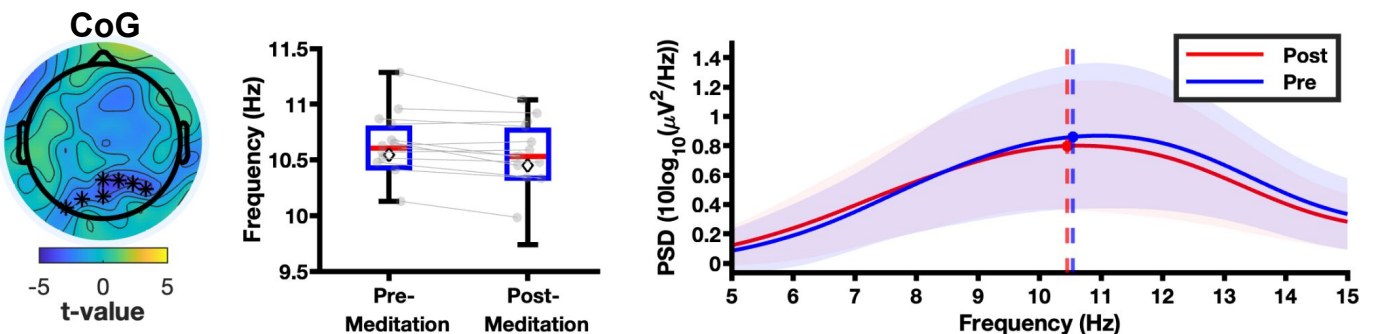 CoG
-5 0 5
t-value
Frequency (Hz)
11.5
11
10.5
10
9.5
Pre-
Meditation
Post-
Meditation
PSD (10log10(μV2/Hz))
1.4
1.2
1
0.8
0.6
0.4
0.2
0
5 6 7 8 9 10 11 12 13 14 15
Frequency (Hz)
Post
Pre